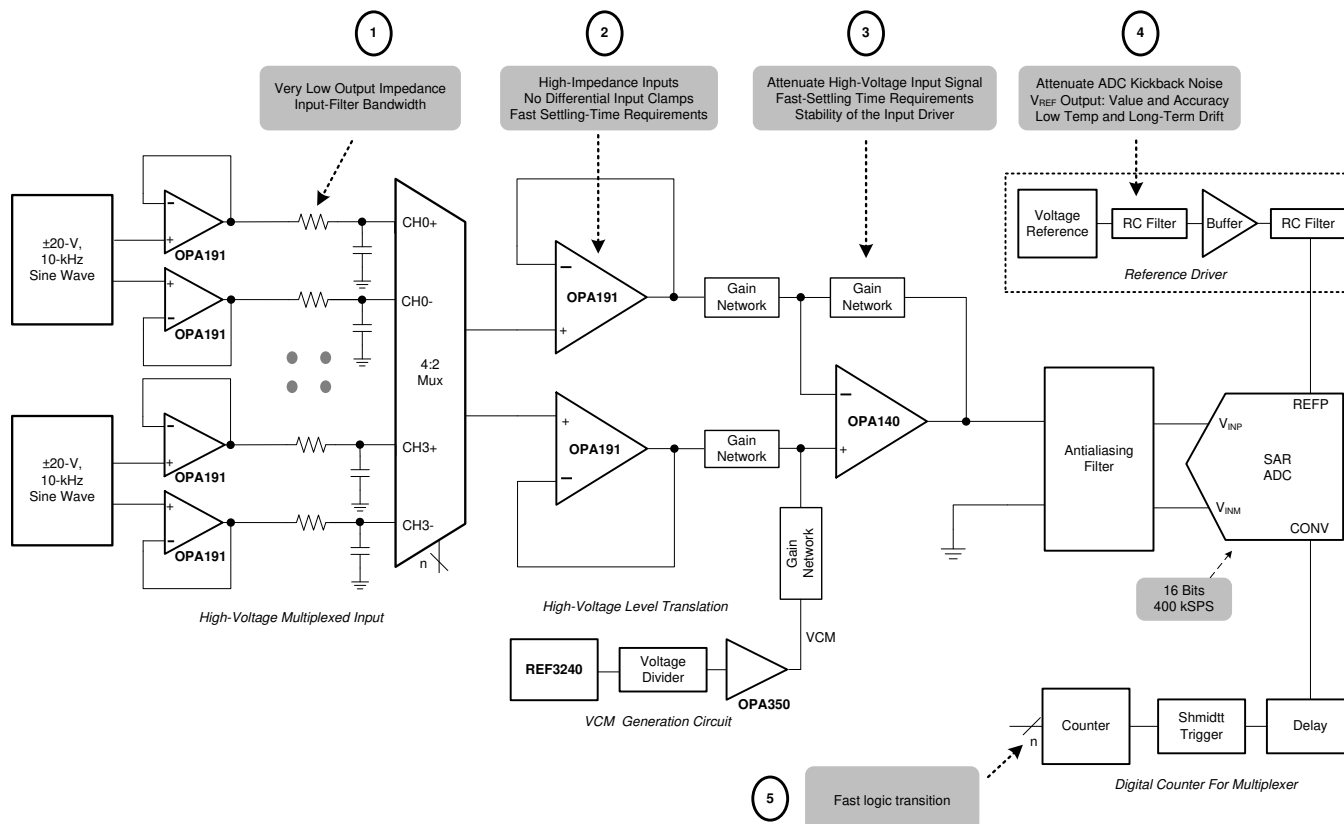 1
Very Low Output Impedance
Input-Filter Bandwidth
2
High-Impedance Inputs
No Differential Input Clamps
Fast Settling-Time Requirements
3
Attenuate High-Voltage Input Signal
Fast-Settling Time Requirements
Stability of the Input Driver
4
Attenuate ADC Kickback Noise
VREF Output: Value and Accuracy
Low Temp and Long-Term Drift
±20-V,
10-kHz
Sine Wave
−
+
OPA191
+
−
OPA191
±20-V,
10-kHz
Sine Wave
−
+
OPA191
+
−
OPA191
CH0+
CH0-
4:2
Mux
CH3+
CH3-
n
High-Voltage Multiplexed Input
−
OPA191
+
+
OPA191
−
High-Voltage Level Translation
Gain
Network
Gain
Network
Gain
Network
Gain
Network
−
OPA140
+
VCM
REF3240
Voltage
Divider
OPA350
VCM Generation Circuit
Voltage
Reference
RC Filter
Buffer
RC Filter
Reference Driver
Antialiasing
Filter
REFP
VINP
SAR
ADC
VINM
CONV
16 Bits
400 kSPS
n
Counter
Shmidtt
Trigger
Delay
Digital Counter For Multiplexer
5
Fast logic transition